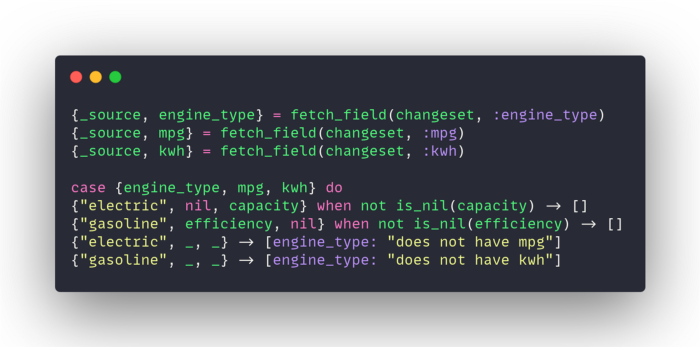 {_source, engine_type} = fetch_field(changeset, :engine_type)
{_source, mpg} = fetch_field(changeset, :mpg)
{_source, kwh} = fetch_field(changeset, :kwh)
case {engine_type, mpg, kwh} do
{"electric", nil, capacity} when not is_nil(capacity) -> []
{"gasoline", efficiency, nil} when not is_nil(efficiency) -> []
{"electric", _, _} -> [engine_type: "does not have mpg"]
{"gasoline", _, _} -> [engine_type: "does not have kwh"]